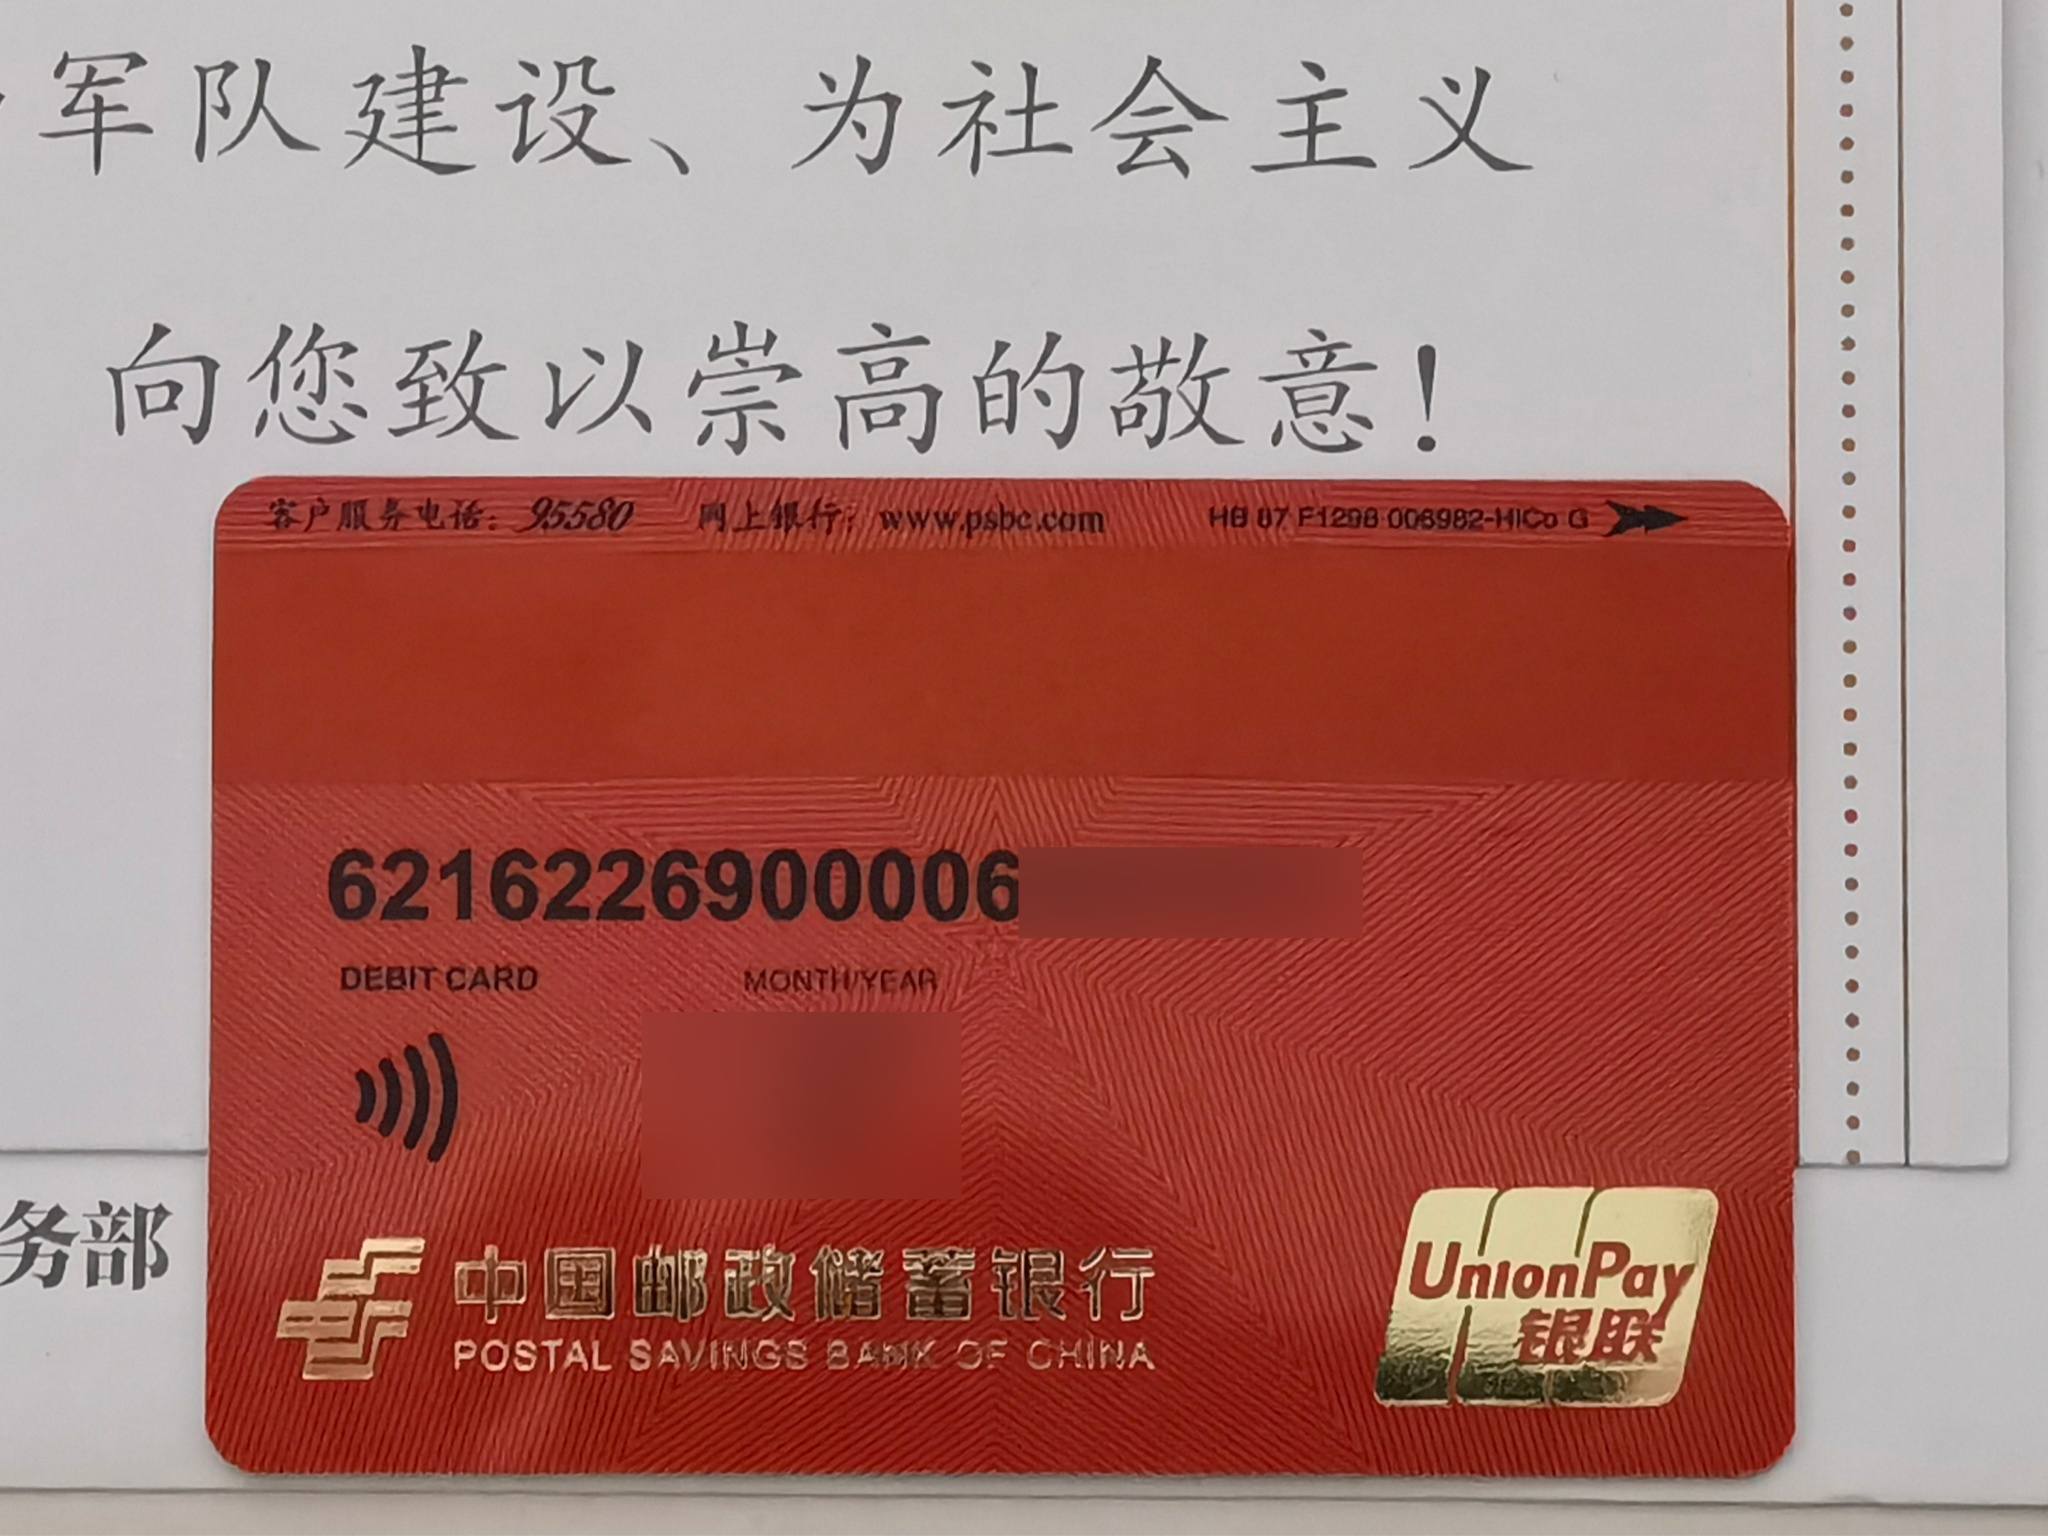 军队建设、为社会主义
向您致以崇高的敬意！
客户服务电话：95580 网上银行：www.psbc.com HB 07 F1298 006982-HiCo G
6216226900006
DEBIT CARD MONTH/YEAR
中国邮政储蓄银行
POSTAL SAVINGS BANK OF CHINA
UnionPay
银联
务部